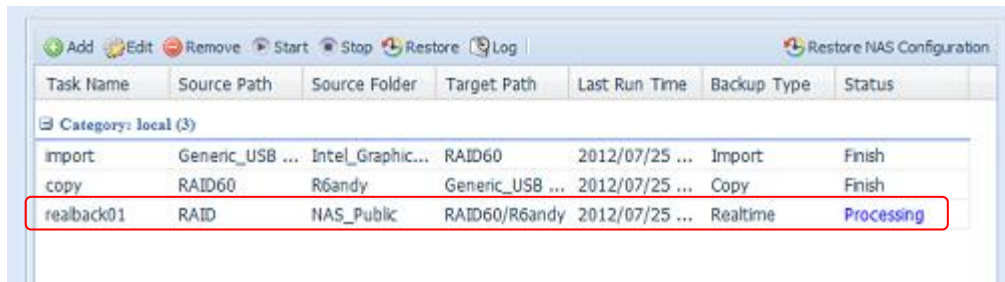 Add Edit Remove Start Stop Restore Log Restore NAS Configuration
Task Name Source Path Source Folder Target Path Last Run Time Backup Type Status
Category: local (3)
import Generic_USB ... Intel_Graphic... RAID60 2012/07/25 ... Import Finish
copy RAID60 R6andy Generic_USB ... 2012/07/25 ... Copy Finish
realback01 RAID NAS_Public RAID60/R6andy 2012/07/25 ... Realtime Processing